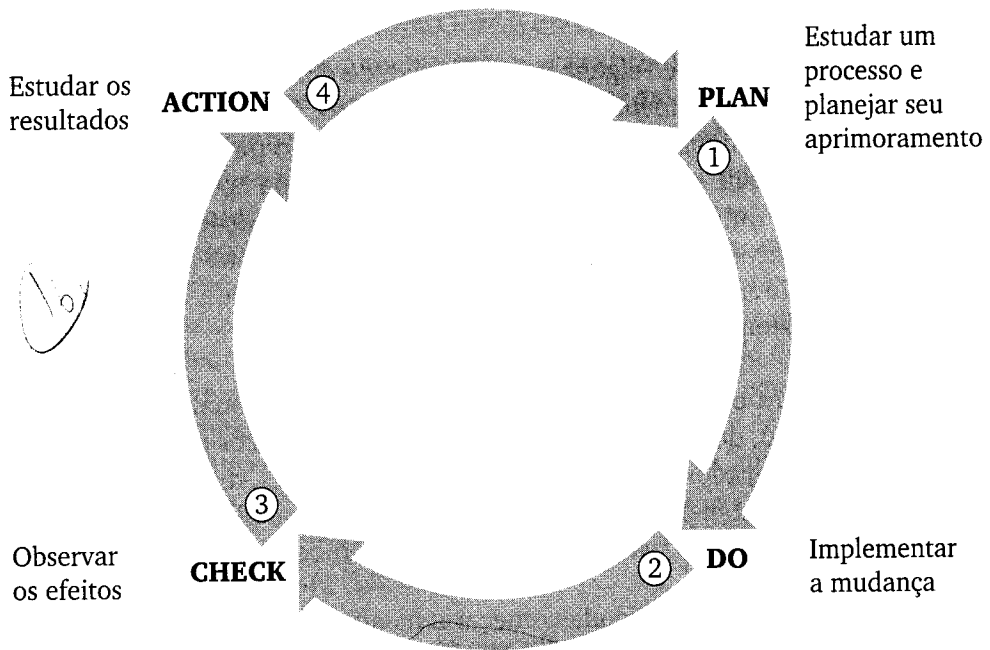 Estudar os
resultados
ACTION
4
PLAN
Estudar um
processo e
planejar seu
aprimoramento
1
3
Observar
os efeitos
CHECK
2
DO
Implementar
a mudança